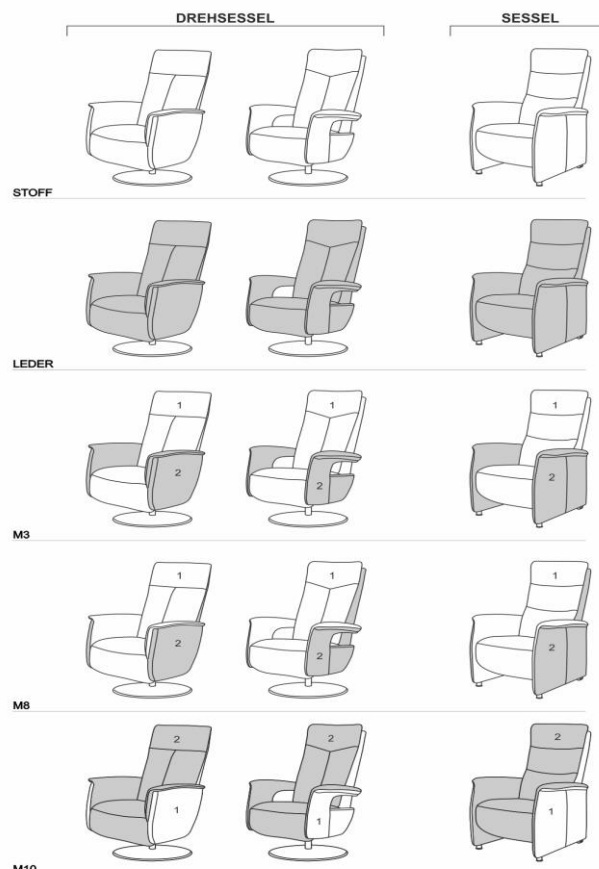 DREHSESSEL SESSEL
STOFF
LEDER
1 1 1
2 2 2
M3
1 1 1
2 2 2
M8
2 2 2
1 1 1
M10